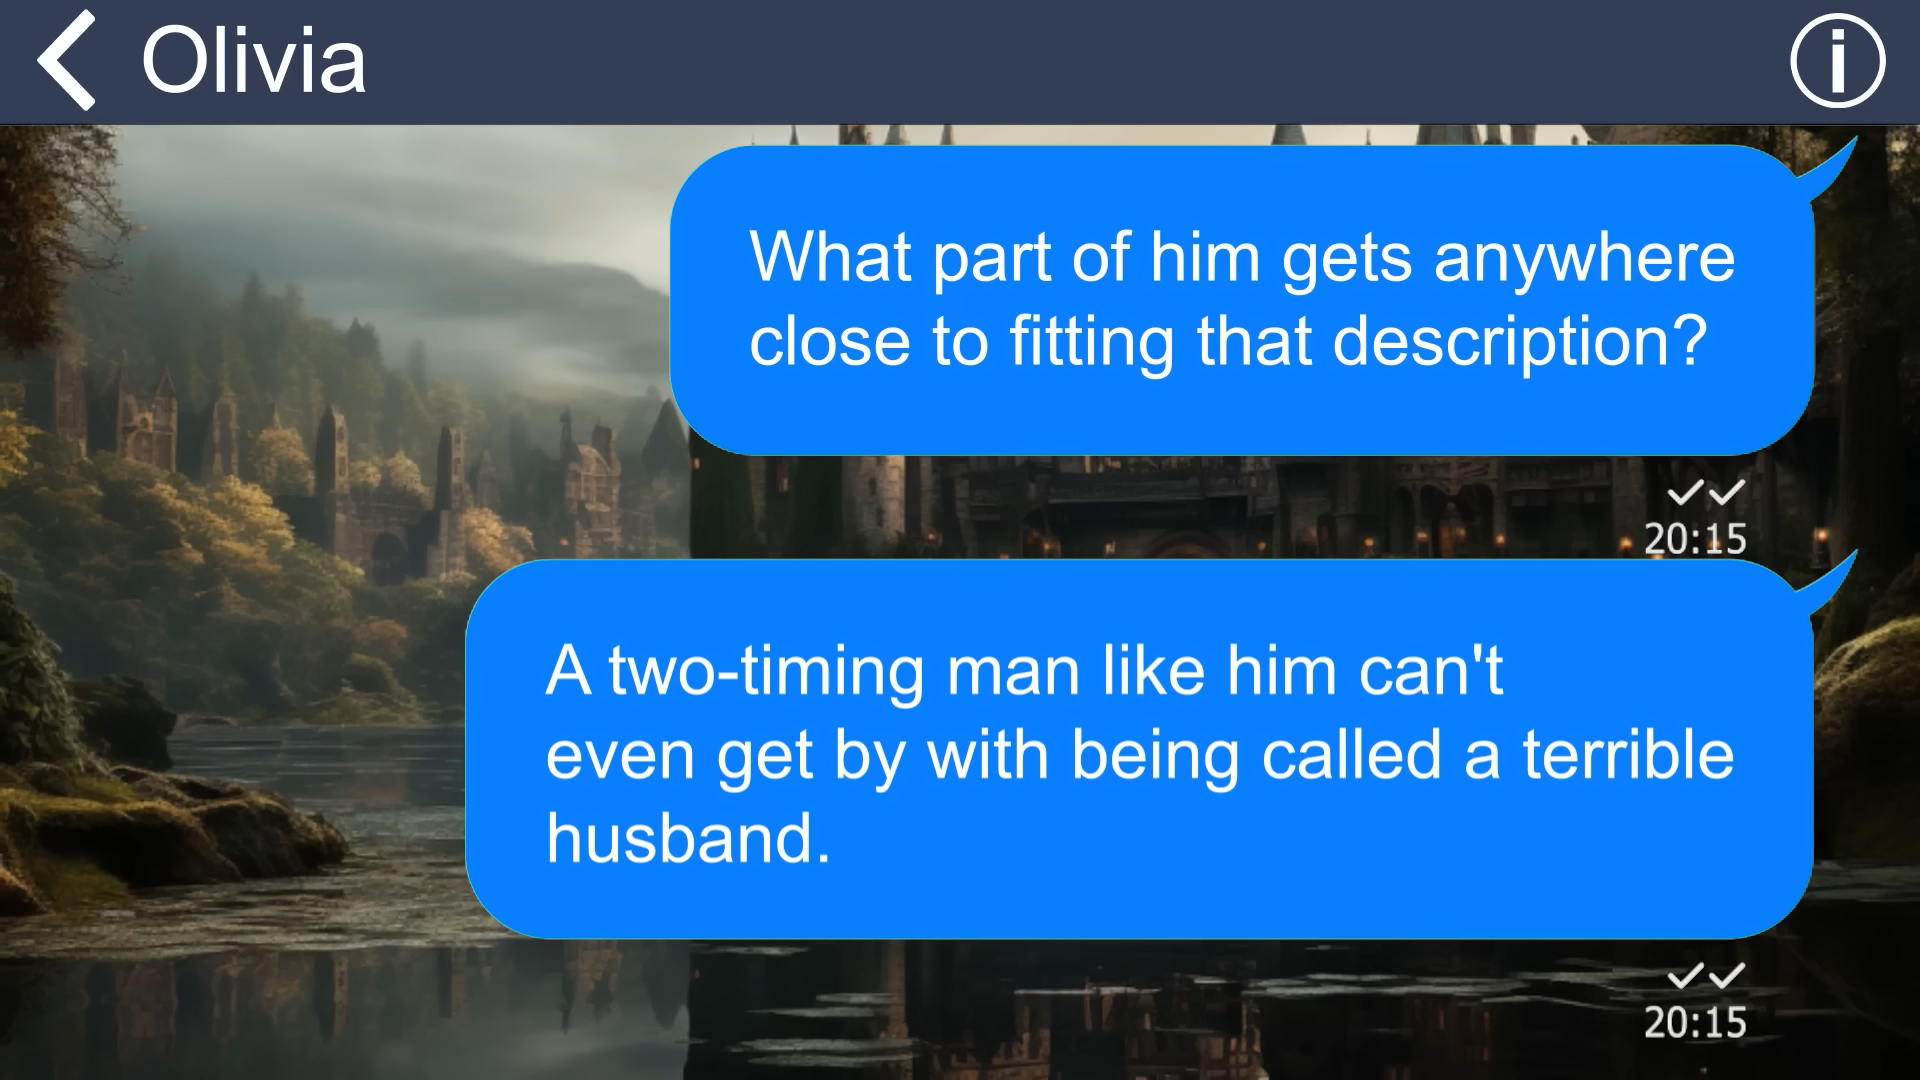 Olivia
What part of him gets anywhere
close to fitting that description?
20:15
A two-timing man like him can't
even get by with being called a terrible
husband.
20:15